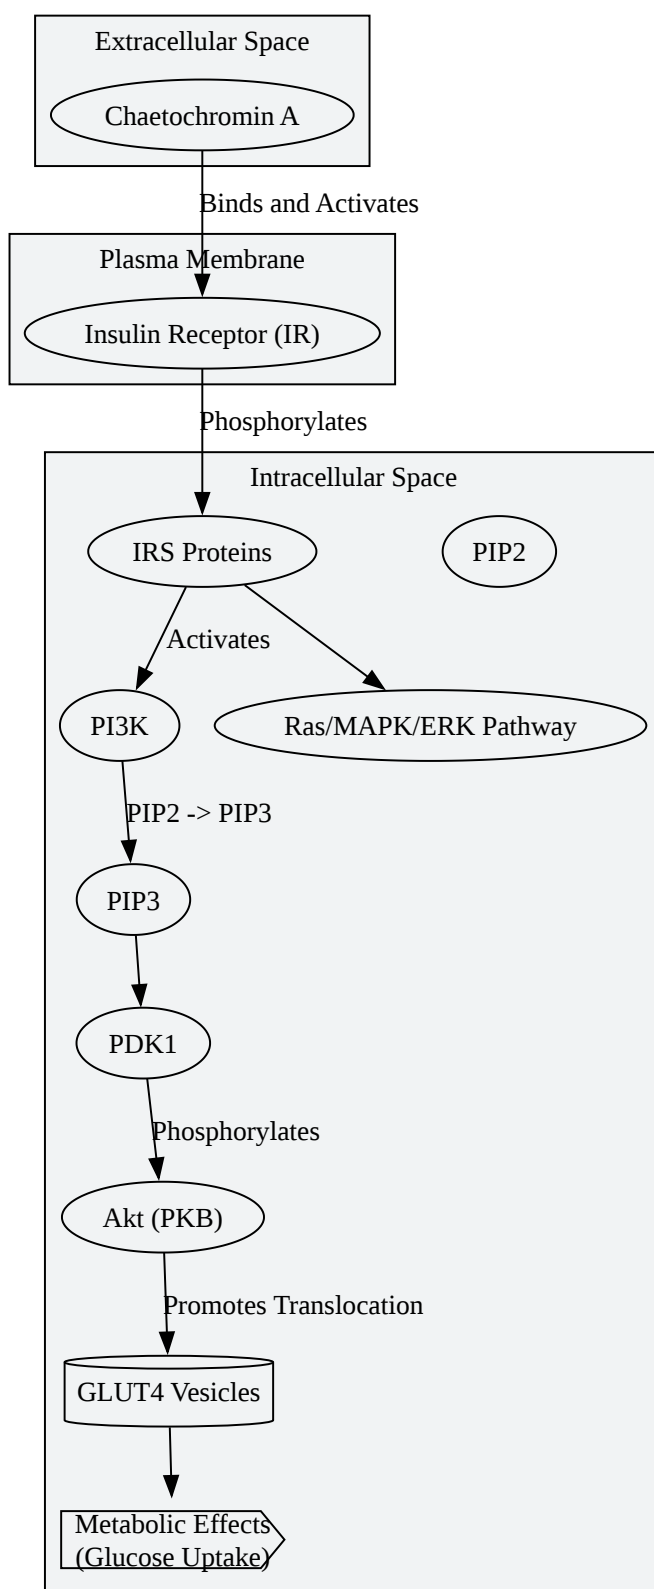 Extracellular Space
Chaetochromin A
Binds and Activates
Plasma Membrane
Insulin Receptor (IR)
Phosphorylates
Intracellular Space
IRS Proteins
PIP2
Activates
PI3K
Ras/MAPK/ERK Pathway
PIP2 -> PIP3
PIP3
PDK1
Phosphorylates
Akt (PKB)
Promotes Translocation
GLUT4 Vesicles
Metabolic Effects
(Glucose Uptake)